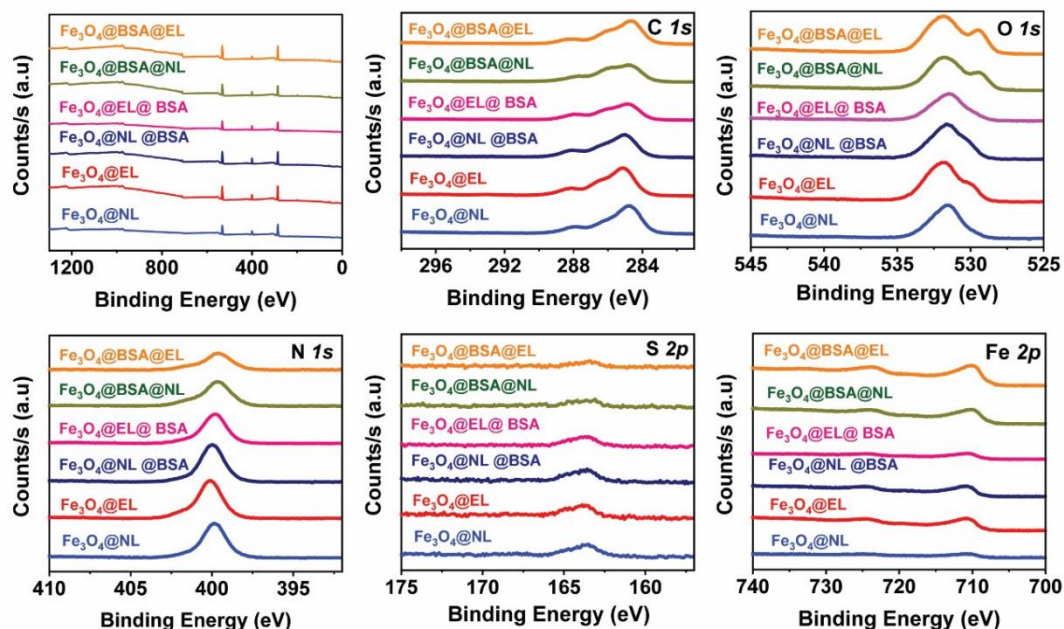 Counts/s (a.u)
Fe₃O₄@BSA@EL
Fe₃O₄@BSA@NL
Fe₃O₄@EL@ BSA
Fe₃O₄@NL @BSA
Fe₃O₄@EL
Fe₃O₄@NL
1200 800 400 0
Binding Energy (eV)
Counts/s (a.u)
C 1s
Fe₃O₄@BSA@EL
Fe₃O₄@BSA@NL
Fe₃O₄@EL@ BSA
Fe₃O₄@NL @BSA
Fe₃O₄@EL
Fe₃O₄@NL
296 292 288 284
Binding Energy (eV)
Counts/s (a.u)
O 1s
Fe₃O₄@BSA@EL
Fe₃O₄@BSA@NL
Fe₃O₄@EL@ BSA
Fe₃O₄@NL @BSA
Fe₃O₄@EL
Fe₃O₄@NL
545 540 535 530 525
Binding Energy (eV)
Counts/s (a.u)
N 1s
Fe₃O₄@BSA@EL
Fe₃O₄@BSA@NL
Fe₃O₄@EL@ BSA
Fe₃O₄@NL @BSA
Fe₃O₄@EL
Fe₃O₄@NL
410 405 400 395
Binding Energy (eV)
Counts/s (a.u)
S 2p
Fe₃O₄@BSA@EL
Fe₃O₄@BSA@NL
Fe₃O₄@EL@ BSA
Fe₃O₄@NL @BSA
Fe₃O₄@EL
Fe₃O₄@NL
175 170 165 160
Binding Energy (eV)
Counts/s (a.u)
Fe 2p
Fe₃O₄@BSA@EL
Fe₃O₄@BSA@NL
Fe₃O₄@EL@ BSA
Fe₃O₄@NL @BSA
Fe₃O₄@EL
Fe₃O₄@NL
740 730 720 710 700
Binding Energy (eV)